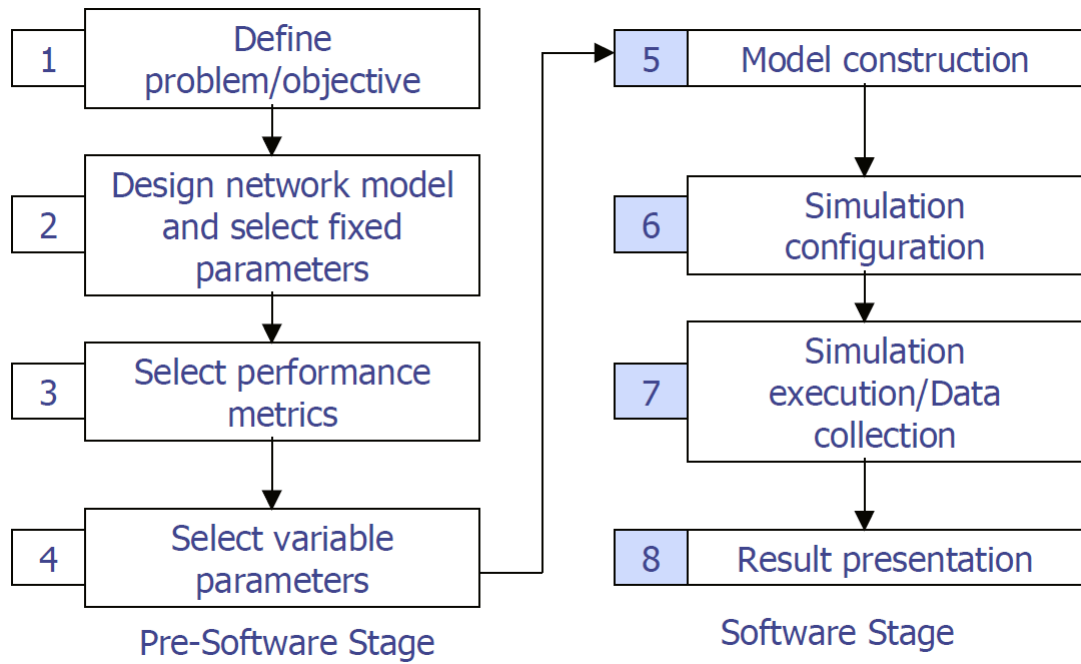 1
Define
problem/objective
2
Design network model
and select fixed
parameters
3
Select performance
metrics
4
Select variable
parameters
Pre-Software Stage
5
Model construction
6
Simulation
configuration
7
Simulation
execution/Data
collection
8
Result presentation
Software Stage